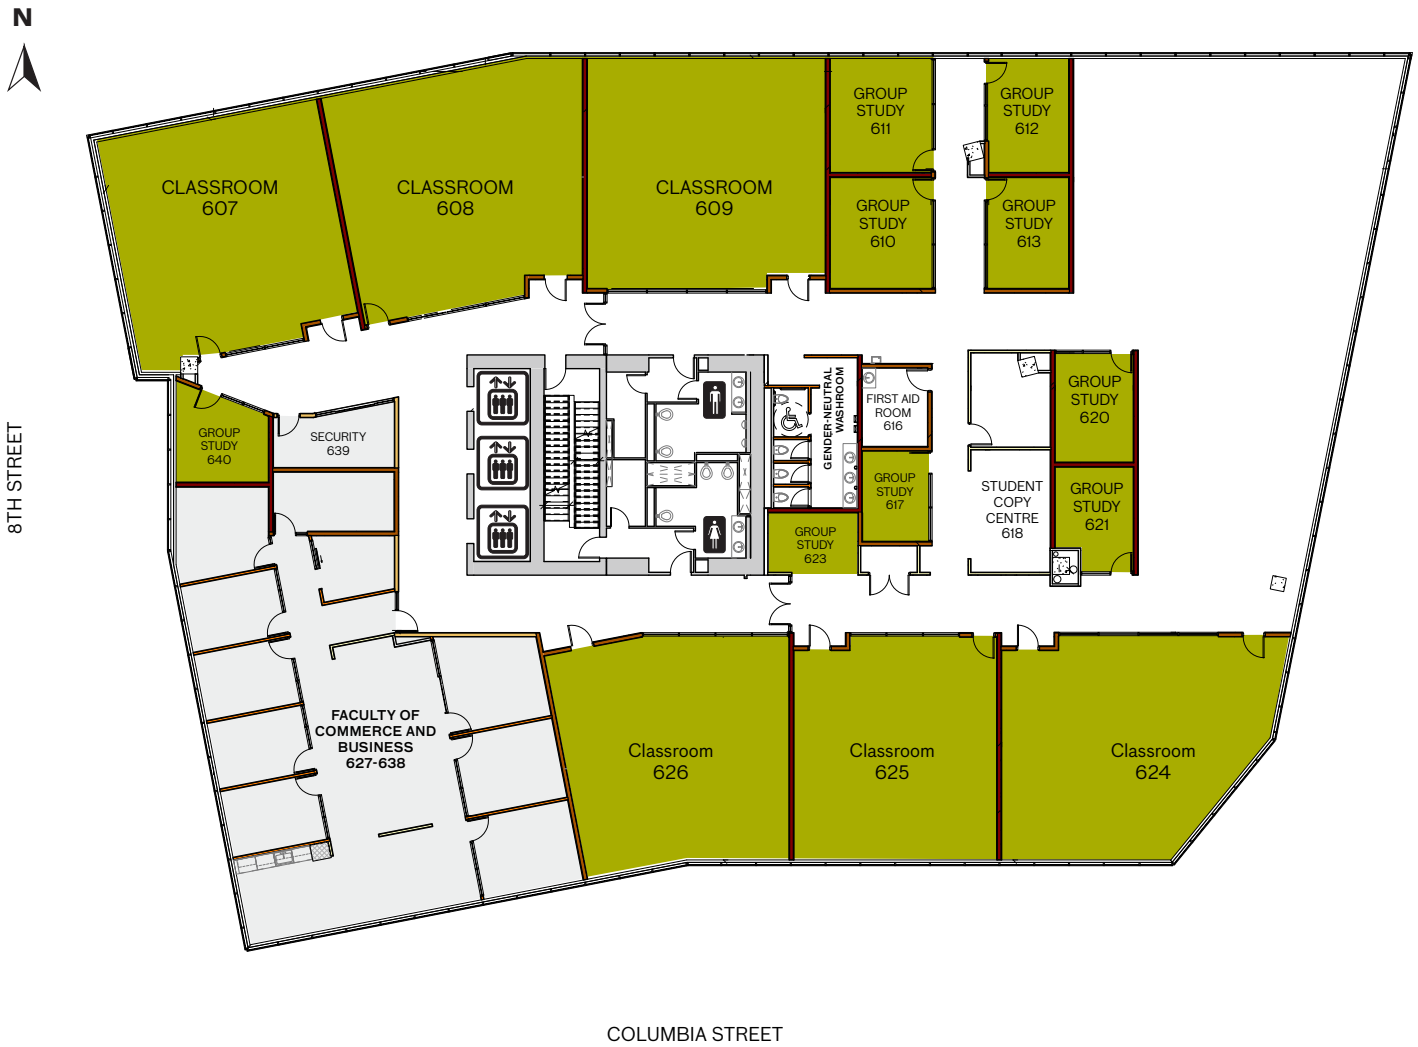 N
GROUP
STUDY
611
GROUP
STUDY
612
CLASSROOM
607
CLASSROOM
608
CLASSROOM
609
GROUP
STUDY
610
GROUP
STUDY
613
GENDER-NEUTRAL
WASHROOM
FIRST AID
ROOM
616
GROUP
STUDY
620
GROUP
STUDY
640
SECURITY
639
GROUP
STUDY
617
STUDENT
COPY
CENTRE
618
GROUP
STUDY
621
GROUP
STUDY
623
8TH STREET
FACULTY OF
COMMERCE AND
BUSINESS
627-638
Classroom
626
Classroom
625
Classroom
624
COLUMBIA STREET